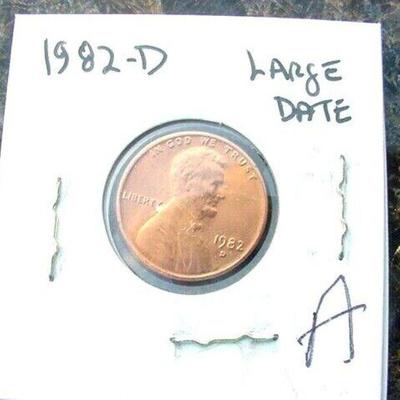 1982-D
LARGE
DATE
IN GOD WE TRUST
LIBERTY
1982
D
A